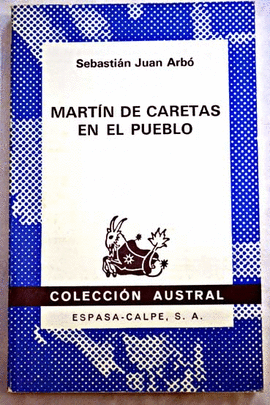 Sebastián Juan Arbó
MARTÍN DE CARETAS
EN EL PUEBLO
COLECCIÓN AUSTRAL
ESPASA-CALPE, S. A.